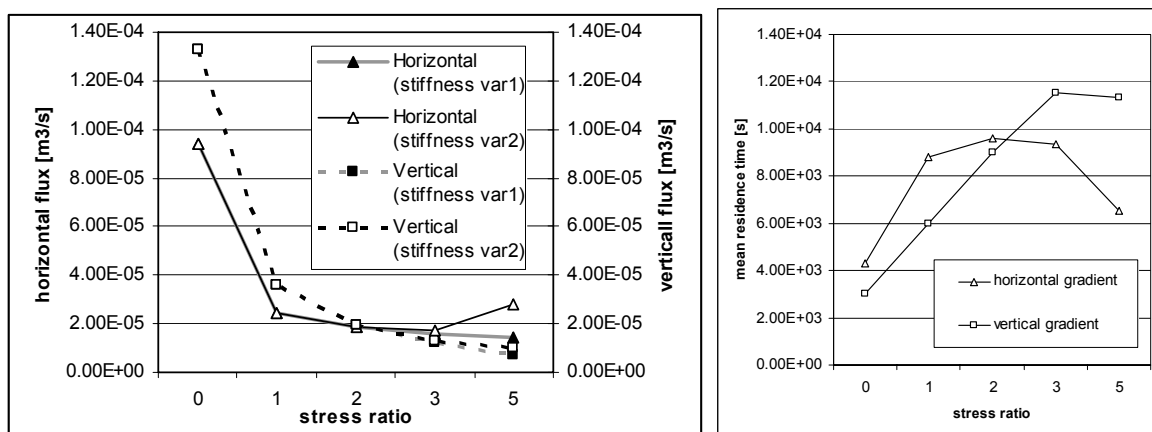 1.40E-04
1.20E-04
1.00E-04
8.00E-05
6.00E-05
4.00E-05
2.00E-05
0.00E+00
horizontal flux [m3/s]
Horizontal
(stiffness var1)
Horizontal
(stiffness var2)
Vertical
(stiffness var1)
Vertical
(stiffness var2)
1.40E-04
1.20E-04
1.00E-04
8.00E-05
6.00E-05
4.00E-05
2.00E-05
0.00E+00
verticall flux [m3/s]
0 1 2 3 5
stress ratio
1.40E+04
1.20E+04
1.00E+04
8.00E+03
6.00E+03
4.00E+03
2.00E+03
0.00E+00
mean residence time [s]
horizontal gradient
vertical gradient
0 1 2 3 5
stress ratio